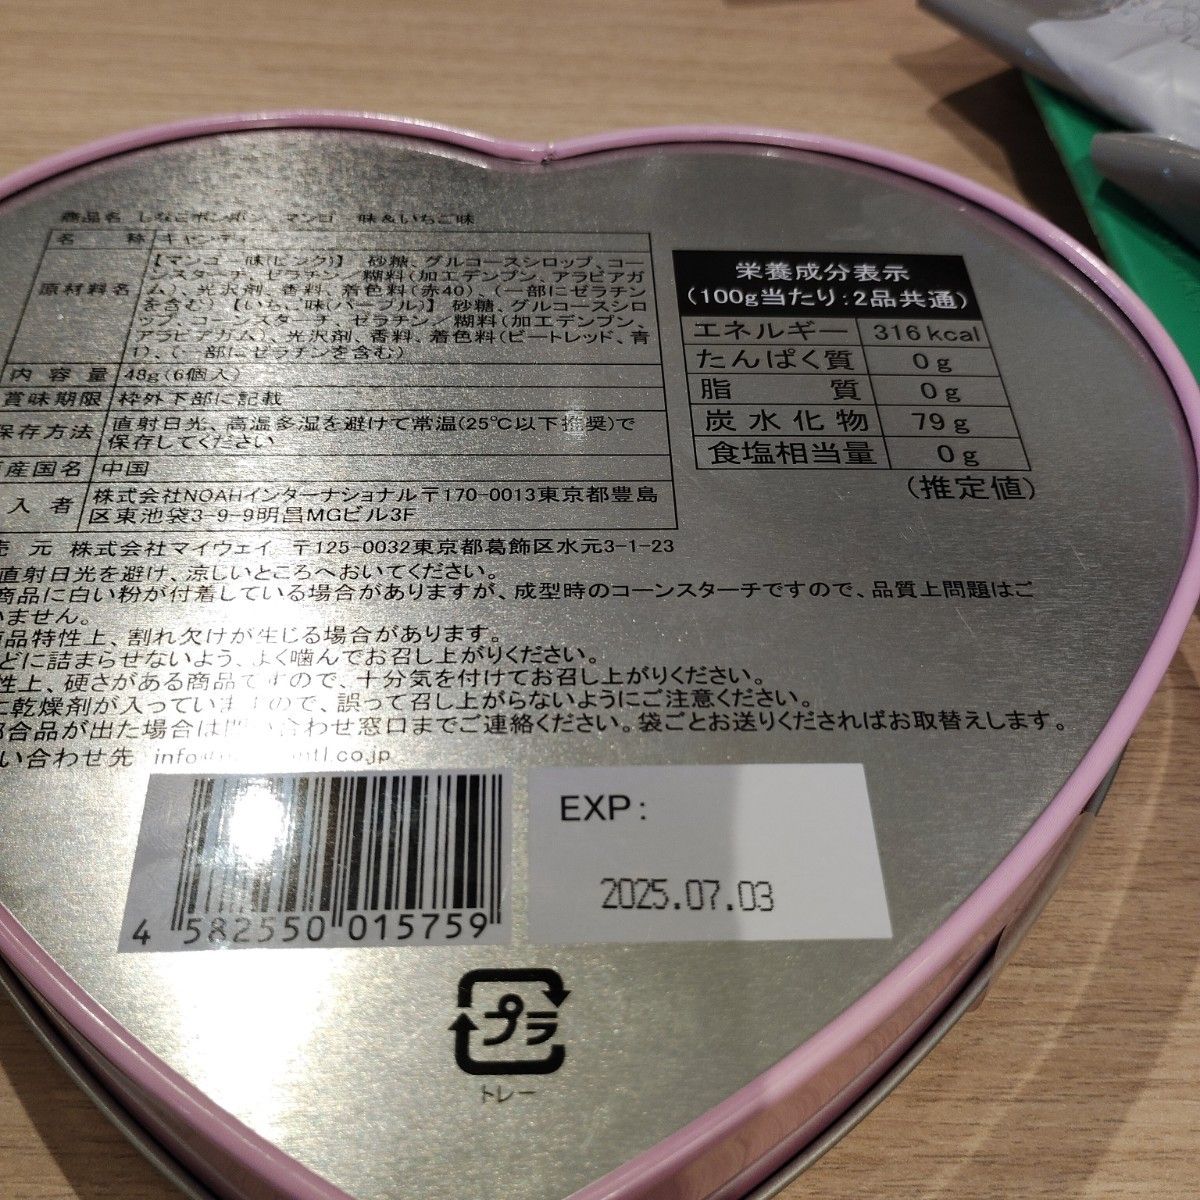 商品名 しなこボンボン マンゴー味&いちご味
名 称 キャンディ
原材料名
【マンゴー味(ピンク)】 砂糖、グルコースシロップ、コー
ンスターチ、ゼラチン/糊料(加工デンプン、アラビアガ
ム)、光沢剤、香料、着色料(赤40)、(一部にゼラチン
を含む)【いちご味(パープル)】 砂糖、グルコースシロ
ップ、コーンスターチ、ゼラチン/糊料(加工デンプン、
アラビアガム)、光沢剤、香料、着色料(ビートレッド、青
1)、(一部にゼラチンを含む)
内 容 量 48g(6個入)
賞味期限 枠外下部に記載
保存方法 直射日光、高温多湿を避けて常温(25℃以下推奨)で
保存してください
産国名 中国
入 者 株式会社NOAHインターナショナル〒170-0013東京都豊島
区東池袋3-9-9明昌MGビル3F
売 元 株式会社マイウェイ 〒125-0032東京都葛飾区水元3-1-23
直射日光を避け、涼しいところへおいてください。
商品に白い粉が付着している場合がありますが、成型時のコーンスターチですので、品質上問題はご
いません。
品特性上、割れ欠けが生じる場合があります。
どに詰まらせないよう、よく噛んでお召し上がりください。
性上、硬さがある商品ですので、十分気を付けてお召し上がりください。
に乾燥剤が入っていますので、誤って召し上がらないようにご注意ください。
合品が出た場合は問い合わせ窓口までご連絡ください。袋ごとお送りくださればお取替えします。
い合わせ先 info@ ntl.co.jp
栄養成分表示
(100g当たり:2品共通)
エネルギー 316kcal
たんぱく質 0g
脂 質 0g
炭水化物 79g
食塩相当量 0g
(推定値)
4 582550 015759
EXP:
2025.07.03
プラ
トレー